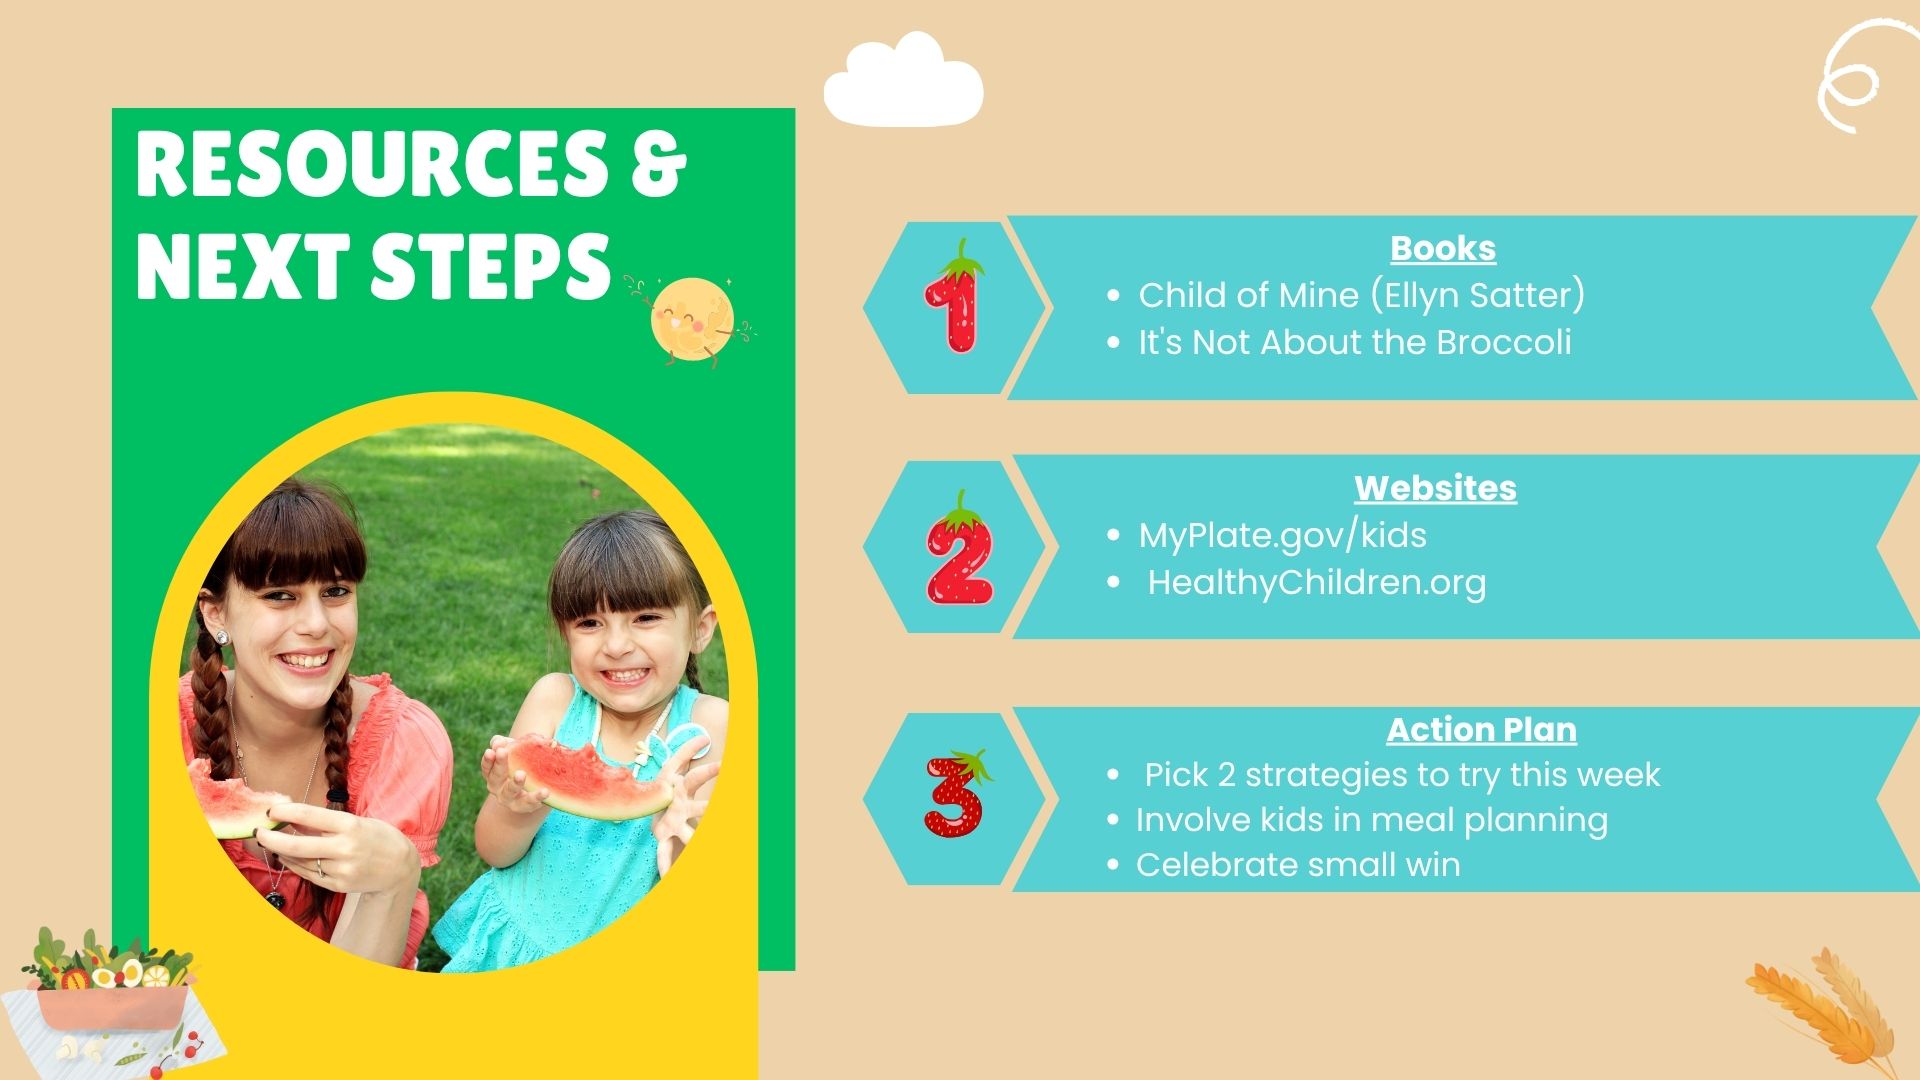 RESOURCES &
NEXT STEPS
1
Books
• Child of Mine (Ellyn Satter)
• It's Not About the Broccoli
2
Websites
• MyPlate.gov/kids
• HealthyChildren.org
3
Action Plan
• Pick 2 strategies to try this week
• Involve kids in meal planning
• Celebrate small win